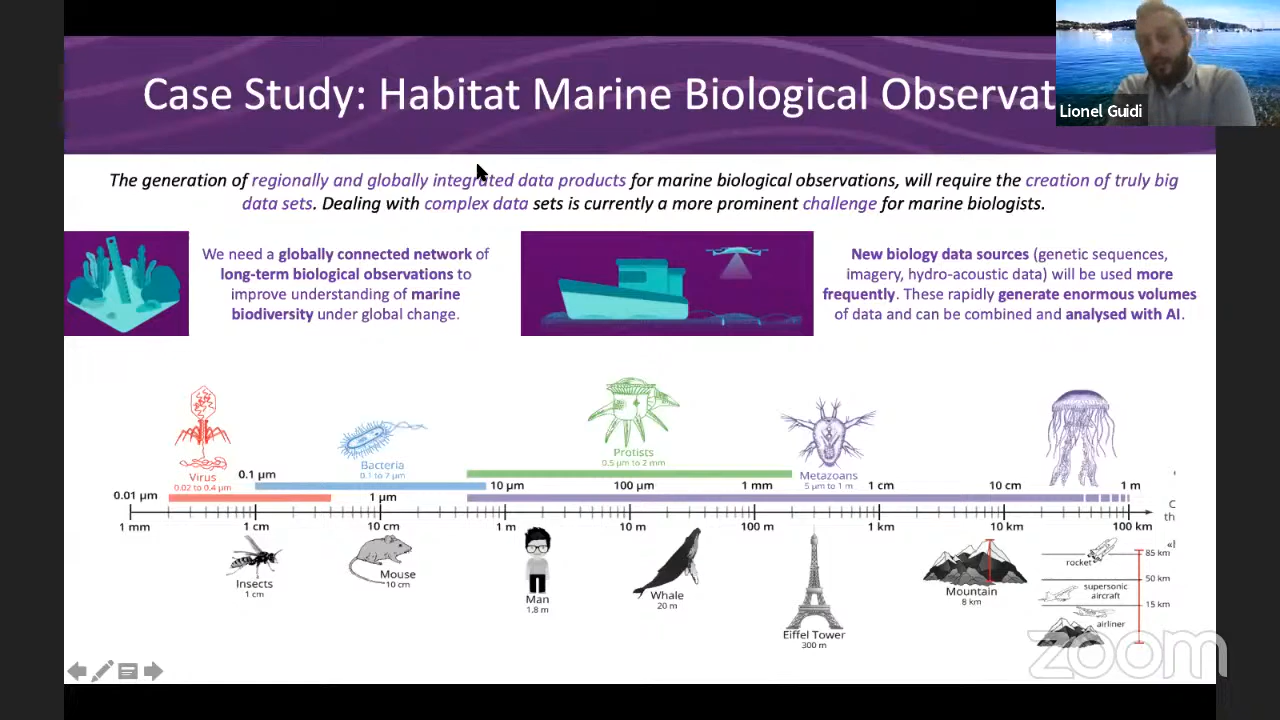 Case Study: Habitat Marine Biological Observat
Lionel Guidi
The generation of regionally and globally integrated data products for marine biological observations, will require the creation of truly big
data sets. Dealing with complex data sets is currently a more prominent challenge for marine biologists.
We need a globally connected network of
long-term biological observations to
improve understanding of marine
biodiversity under global change.
New biology data sources (genetic sequences,
imagery, hydro-acoustic data) will be used more
frequently. These rapidly generate enormous volumes
of data and can be combined and analysed with AI.
Virus
0.02 to 0.4 µm
Bacteria
0.1 to 7 µm
Protists
0.5 µm to 2 mm
Metazoans
5 µm to 1 m
0.01 µm 0.1 µm 1 µm 10 µm 100 µm 1 mm 1 cm 10 cm 1 m
1 mm 1 cm 10 cm 1 m 10 m 100 m 1 km 10 km 100 km
C
th
Insects
1 cm
Mouse
10 cm
Man
1,8 m
Whale
20 m
Eiffel Tower
300 m
Mountain
8 km
rocket
85 km
50 km
supersonic
aircraft
15 km
airliner
zoom